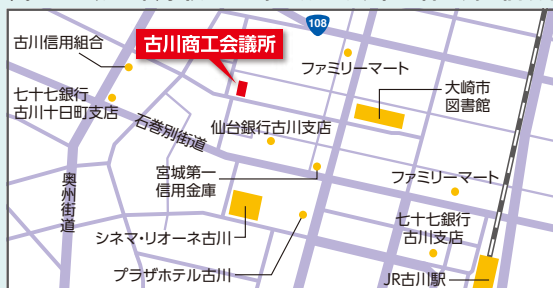 108
古川信用組合
古川商工会議所
ファミリーマート
七十七銀行
古川十日町支店
大崎市
図書館
石巻別街道
仙台銀行古川支店
宮城第一
信用金庫
ファミリーマート
奥州街道
シネマ・リオーネ古川
七十七銀行
古川支店
プラザホテル古川
JR古川駅